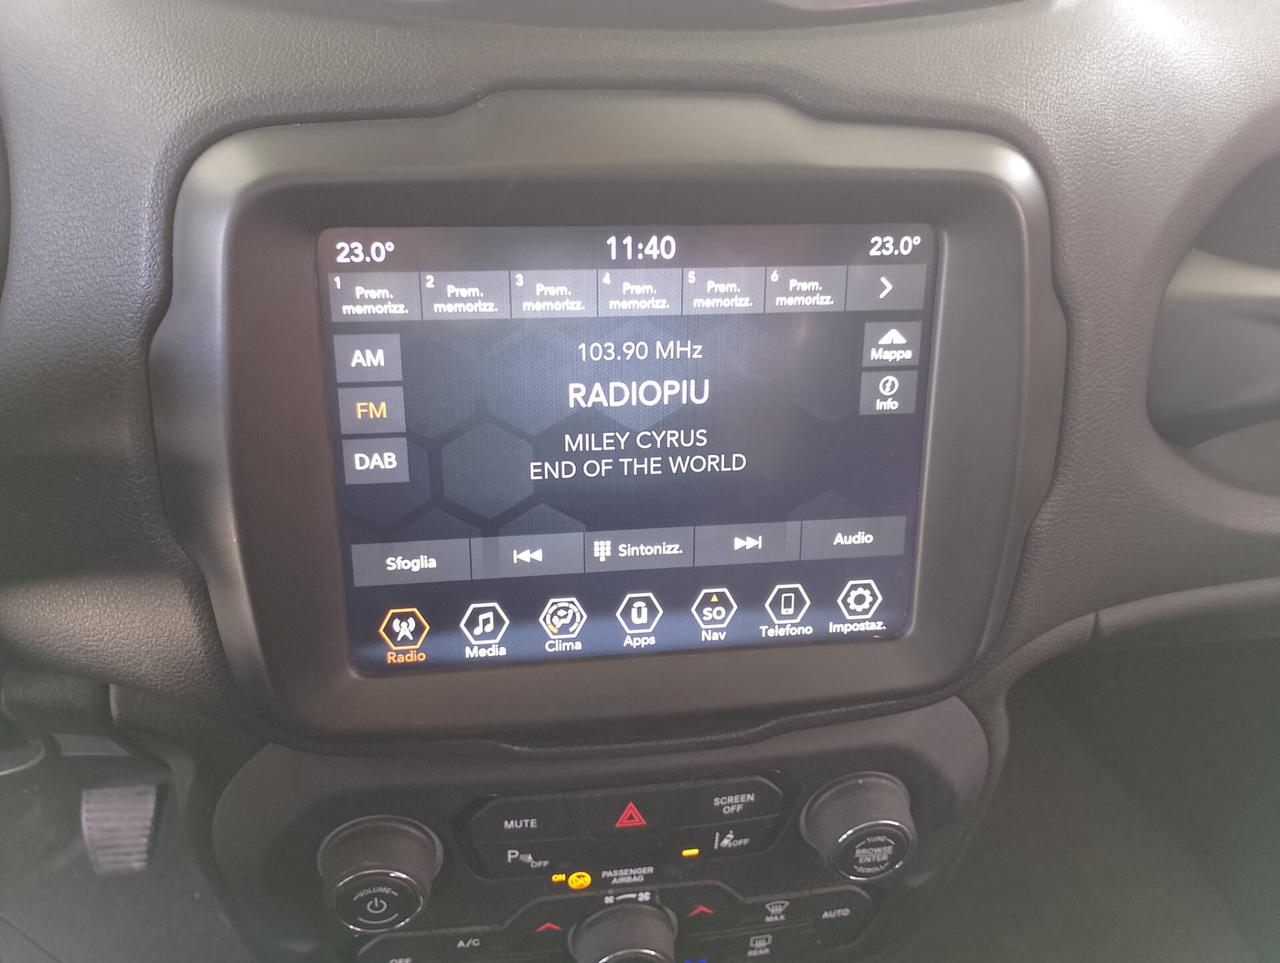 23.0° 11:40 23.0°
1 Prem. memorizz. 2 Prem. memorizz. 3 Prem. memorizz. 4 Prem. memorizz. 5 Prem. memorizz. 6 Prem. memorizz.
AM
FM
DAB
103.90 MHz
RADIOPIU
MILEY CYRUS
END OF THE WORLD
Mappa
Info
Sfoglia Sintonizz. Audio
Radio Media Clima Apps SO Nav Telefono Impostaz.
MUTE SCREEN OFF
P OFF OFF
ON PASSENGER AIRBAG
VOLUME
TUNE
BROWSE
ENTER
SCROLL
MAX AUTO
A/C REAR
OFF